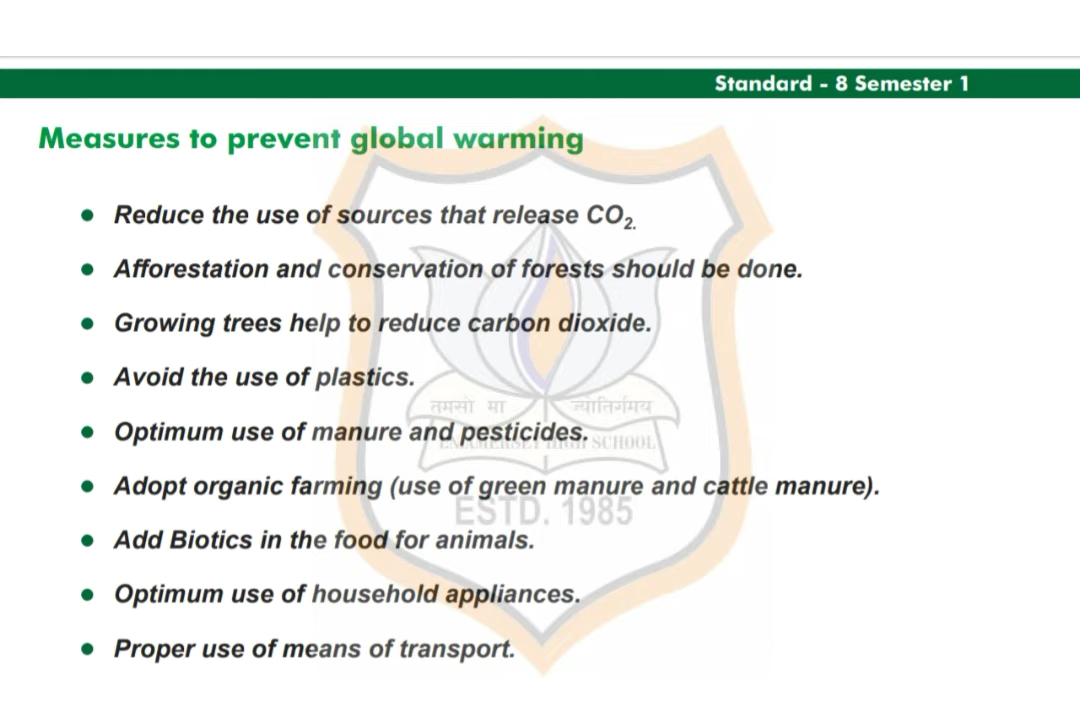 Standard - 8 Semester 1
Measures to prevent global warming
● Reduce the use of sources that release CO₂.
● Afforestation and conservation of forests should be done.
● Growing trees help to reduce carbon dioxide.
● Avoid the use of plastics.
तमसो मा ज्योतिर्गमय
● Optimum use of manure and pesticides.
HIGH SCHOOL
● Adopt organic farming (use of green manure and cattle manure).
ESTD. 1985
● Add Biotics in the food for animals.
● Optimum use of household appliances.
● Proper use of means of transport.